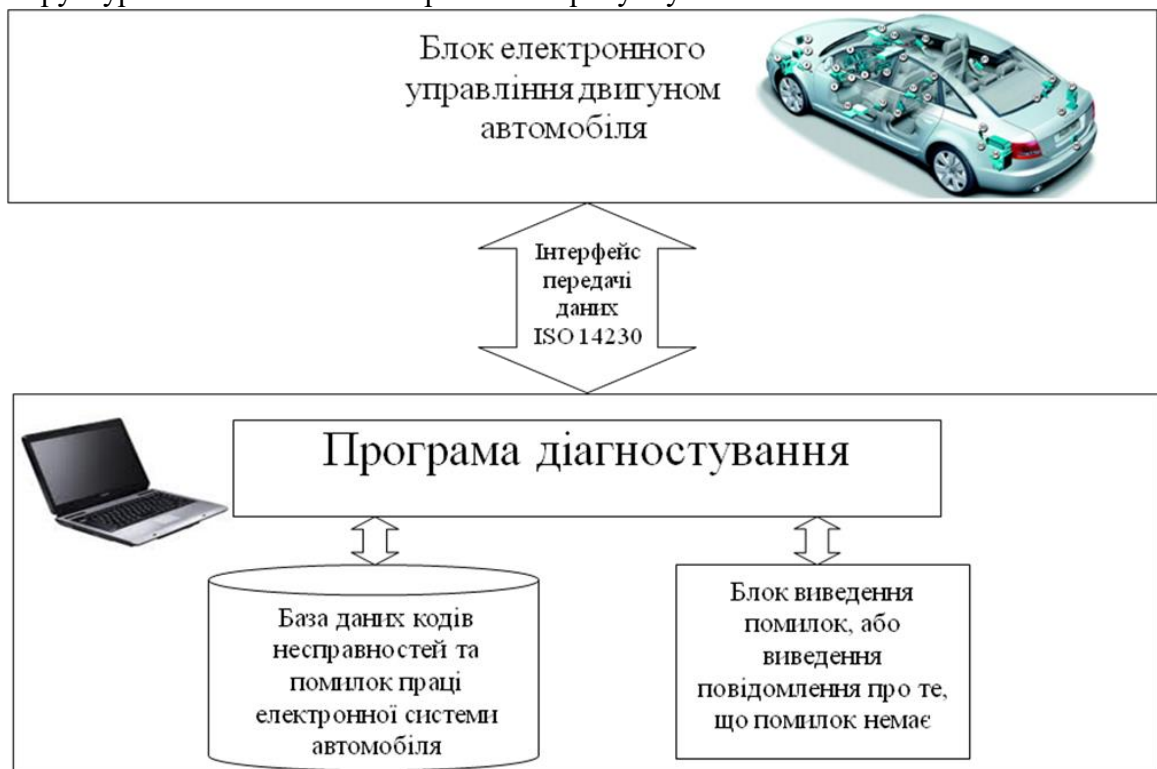 Блок електронного
управління двигуном
автомобіля
Інтерфейс
передачі
даних
ISO 14230
Програма діагностування
База даних кодів
несправностей та
помилок праці
електронної системи
автомобіля
Блок виведення
помилок, або
виведення
повідомлення про те,
що помилок немає